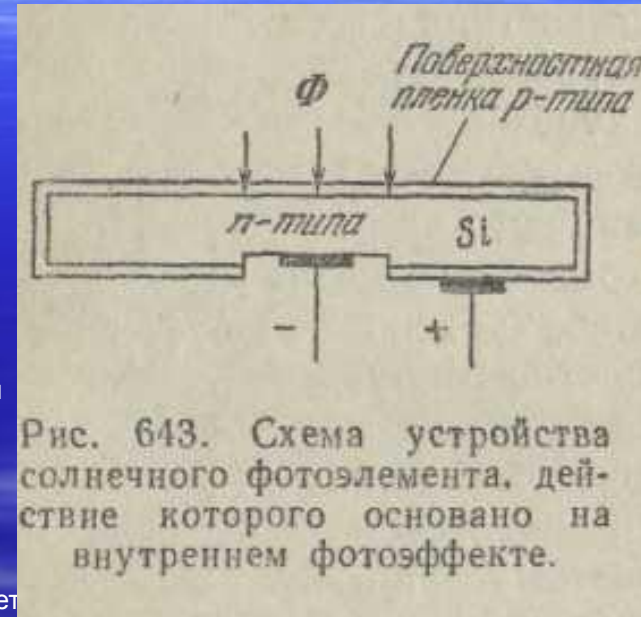 Поверхностная
Ф
пленка p-типа
n-типа
Si
-
+
Рис. 643. Схема устройства
солнечного фотоэлемента, дей-
ствие которого основано на
внутреннем фотоэффекте.